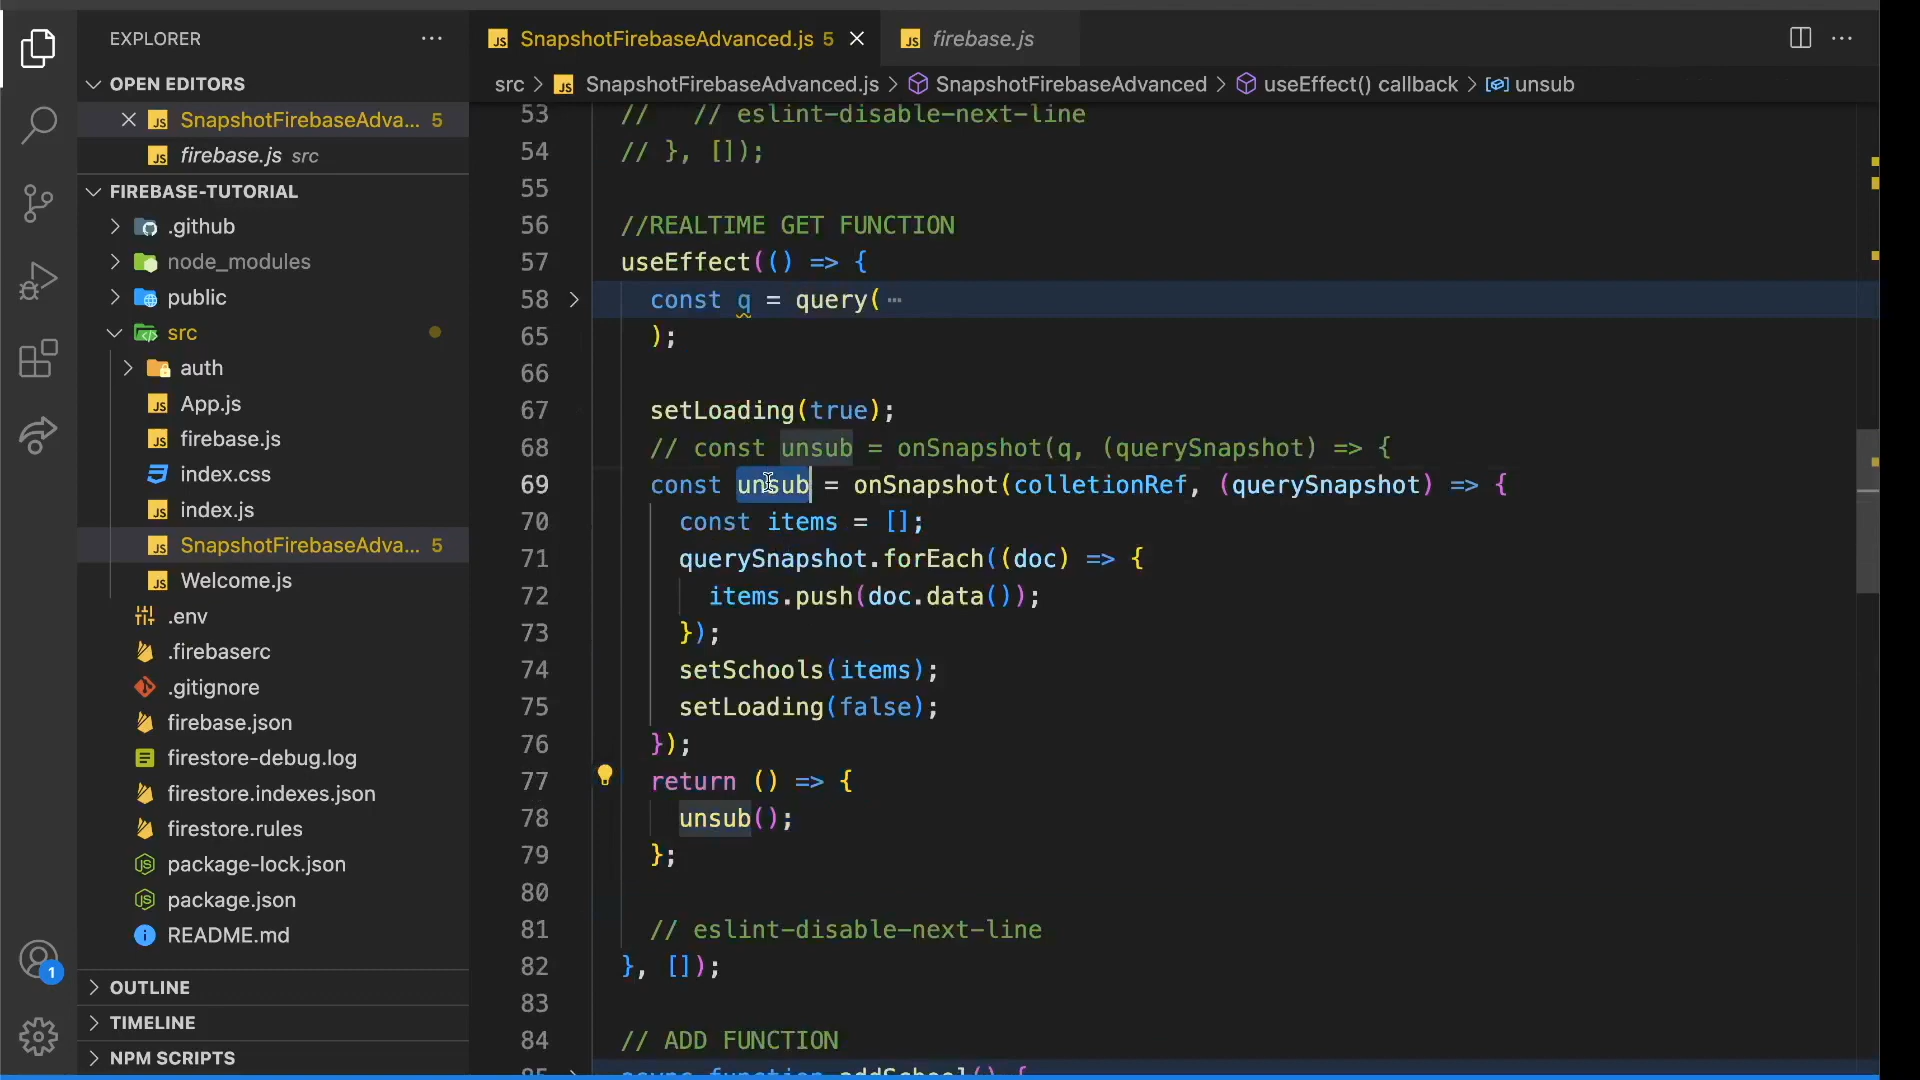 EXPLORER
OPEN EDITORS
SnapshotFirebaseAdva... 5
firebase.js src
FIREBASE-TUTORIAL
.github
node_modules
public
src
auth
App.js
firebase.js
index.css
index.js
SnapshotFirebaseAdva... 5
Welcome.js
.env
.firebaserc
.gitignore
firebase.json
firestore-debug.log
firestore.indexes.json
firestore.rules
package-lock.json
package.json
README.md
OUTLINE
TIMELINE
NPM SCRIPTS
1
SnapshotFirebaseAdvanced.js 5
firebase.js
src > SnapshotFirebaseAdvanced.js > SnapshotFirebaseAdvanced > useEffect() callback > unsub
53 // // eslint-disable-next-line
54 // }, []);
55
56 //REALTIME GET FUNCTION
57 useEffect(() => {
58 const q = query(⋯
65 );
66
67 setLoading(true);
68 // const unsub = onSnapshot(q, (querySnapshot) => {
69 const unsub = onSnapshot(colletionRef, (querySnapshot) => {
70 const items = [];
71 querySnapshot.forEach((doc) => {
72 items.push(doc.data());
73 });
74 setSchools(items);
75 setLoading(false);
76 });
77 return () => {
78 unsub();
79 };
80
81 // eslint-disable-next-line
82 }, []);
83
84 // ADD FUNCTION
85 async function addSchool() {